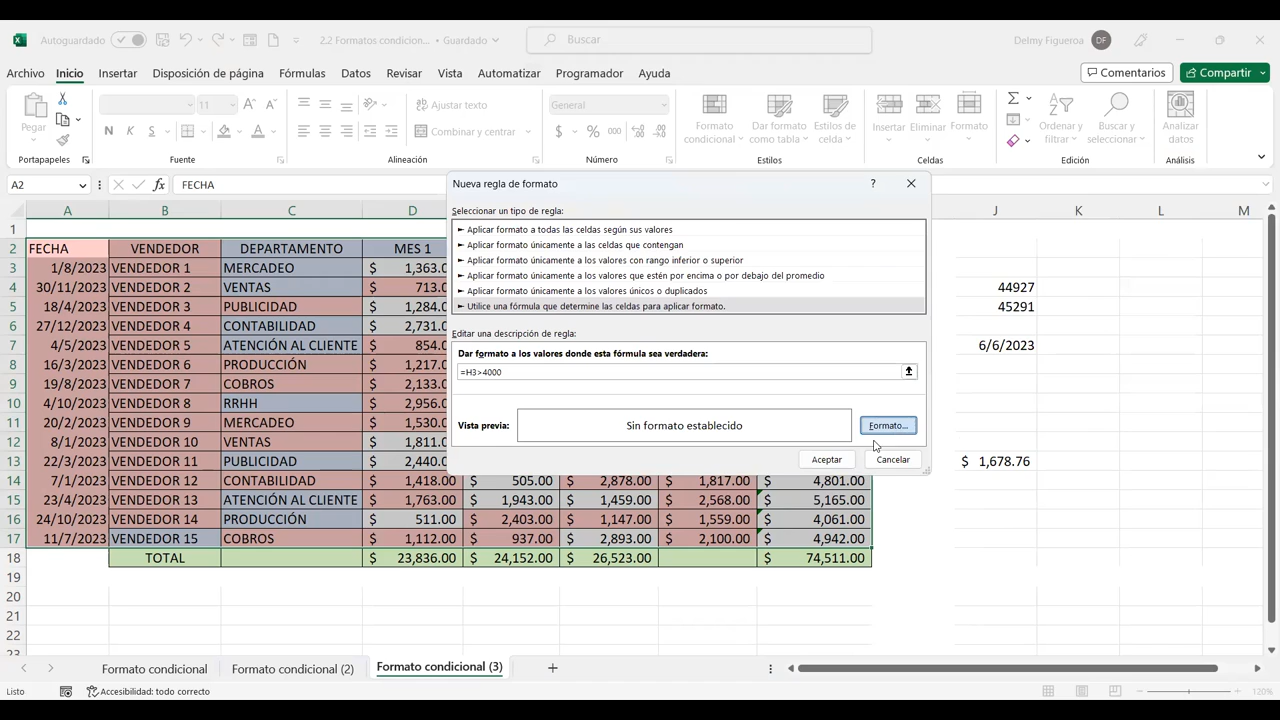 Autoguardado
2.2 Formatos condicion... • Guardado
Buscar
Delmy Figueroa
DF
Archivo Inicio Insertar Disposición de página Fórmulas Datos Revisar Vista Automatizar Programador Ayuda
Comentarios
Compartir
Pegar
11
N K S
Ajustar texto
Combinar y centrar
General
$ % 000
Formato condicional
Dar formato como tabla
Estilos de celda
Insertar Eliminar Formato
Ordenar y filtrar
Buscar y seleccionar
Analizar datos
Portapapeles Fuente Alineación Número Estilos Celdas Edición Análisis
A2 fx FECHA
A B C D J K L M
1
2 FECHA VENDEDOR DEPARTAMENTO MES 1
3 1/8/2023 VENDEDOR 1 MERCADEO $ 1,363.0
4 30/11/2023 VENDEDOR 2 VENTAS $ 713.0 44927
5 18/4/2023 VENDEDOR 3 PUBLICIDAD $ 1,284.0 45291
6 27/12/2023 VENDEDOR 4 CONTABILIDAD $ 2,731.0
7 4/5/2023 VENDEDOR 5 ATENCIÓN AL CLIENTE $ 854.0 6/6/2023
8 16/3/2023 VENDEDOR 6 PRODUCCIÓN $ 1,217.0
9 19/8/2023 VENDEDOR 7 COBROS $ 2,133.0
10 4/10/2023 VENDEDOR 8 RRHH $ 2,956.0
11 20/2/2023 VENDEDOR 9 MERCADEO $ 1,530.0
12 8/1/2023 VENDEDOR 10 VENTAS $ 1,811.0
13 22/3/2023 VENDEDOR 11 PUBLICIDAD $ 2,440.0 $ 1,678.76
14 7/1/2023 VENDEDOR 12 CONTABILIDAD $ 1,418.00 $ 505.00 $ 2,878.00 $ 1,817.00 $ 4,801.00
15 23/4/2023 VENDEDOR 13 ATENCIÓN AL CLIENTE $ 1,763.00 $ 1,943.00 $ 1,459.00 $ 2,568.00 $ 5,165.00
16 24/10/2023 VENDEDOR 14 PRODUCCIÓN $ 511.00 $ 2,403.00 $ 1,147.00 $ 1,559.00 $ 4,061.00
17 11/7/2023 VENDEDOR 15 COBROS $ 1,112.00 $ 937.00 $ 2,893.00 $ 2,100.00 $ 4,942.00
18 TOTAL $ 23,836.00 $ 24,152.00 $ 26,523.00 $ 74,511.00
19
20
21
22
23
Nueva regla de formato ?
Seleccionar un tipo de regla:
► Aplicar formato a todas las celdas según sus valores
► Aplicar formato únicamente a las celdas que contengan
► Aplicar formato únicamente a los valores con rango inferior o superior
► Aplicar formato únicamente a los valores que estén por encima o por debajo del promedio
► Aplicar formato únicamente a los valores únicos o duplicados
► Utilice una fórmula que determine las celdas para aplicar formato.
Editar una descripción de regla:
Dar formato a los valores donde esta fórmula sea verdadera:
=H3>4000
Vista previa: Sin formato establecido Formato...
Aceptar Cancelar
Formato condicional Formato condicional (2) Formato condicional (3)
Listo Accesibilidad: todo correcto 120%